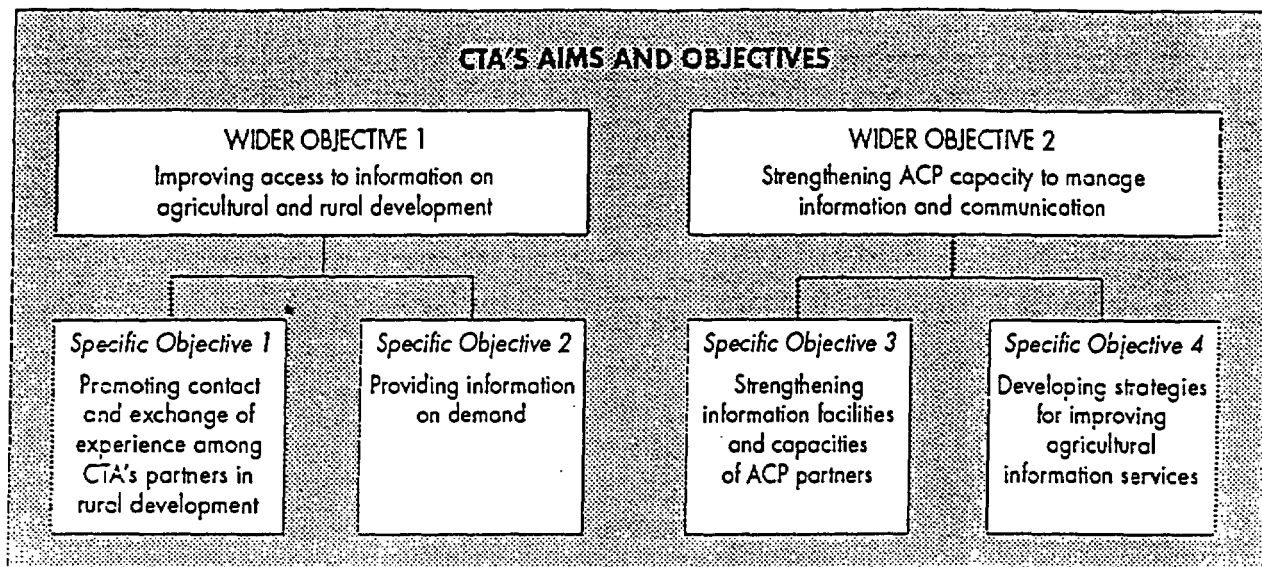 CTA'S AIMS AND OBJECTIVES
WIDER OBJECTIVE 1
Improving access to information on
agricultural and rural development
WIDER OBJECTIVE 2
Strengthening ACP capacity to manage
information and communication
Specific Objective 1
Promoting contact
and exchange of
experience among
CTA's partners in
rural development
Specific Objective 2
Providing information
on demand
Specific Objective 3
Strengthening
information facilities
and capacities
of ACP partners
Specific Objective 4
Developing strategies
for improving
agricultural
information services